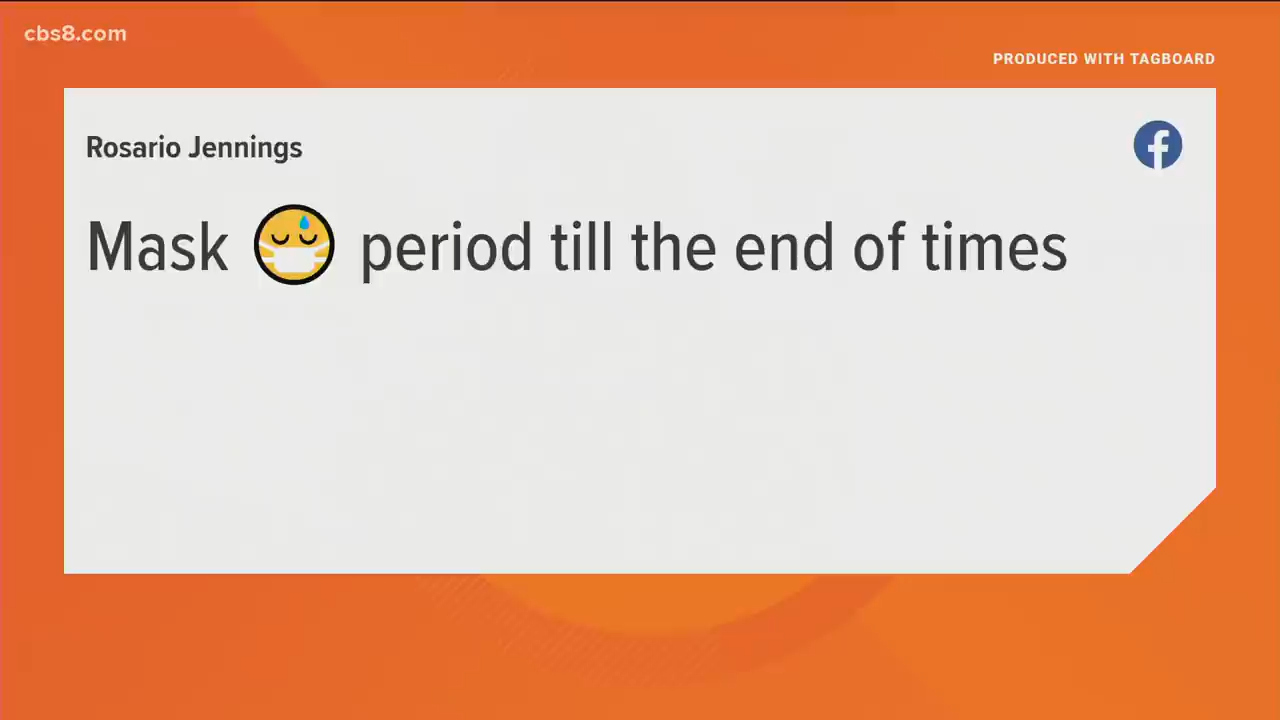 cbs8.com
PRODUCED WITH TAGBOARD
Rosario Jennings
Mask 😷 period till the end of times